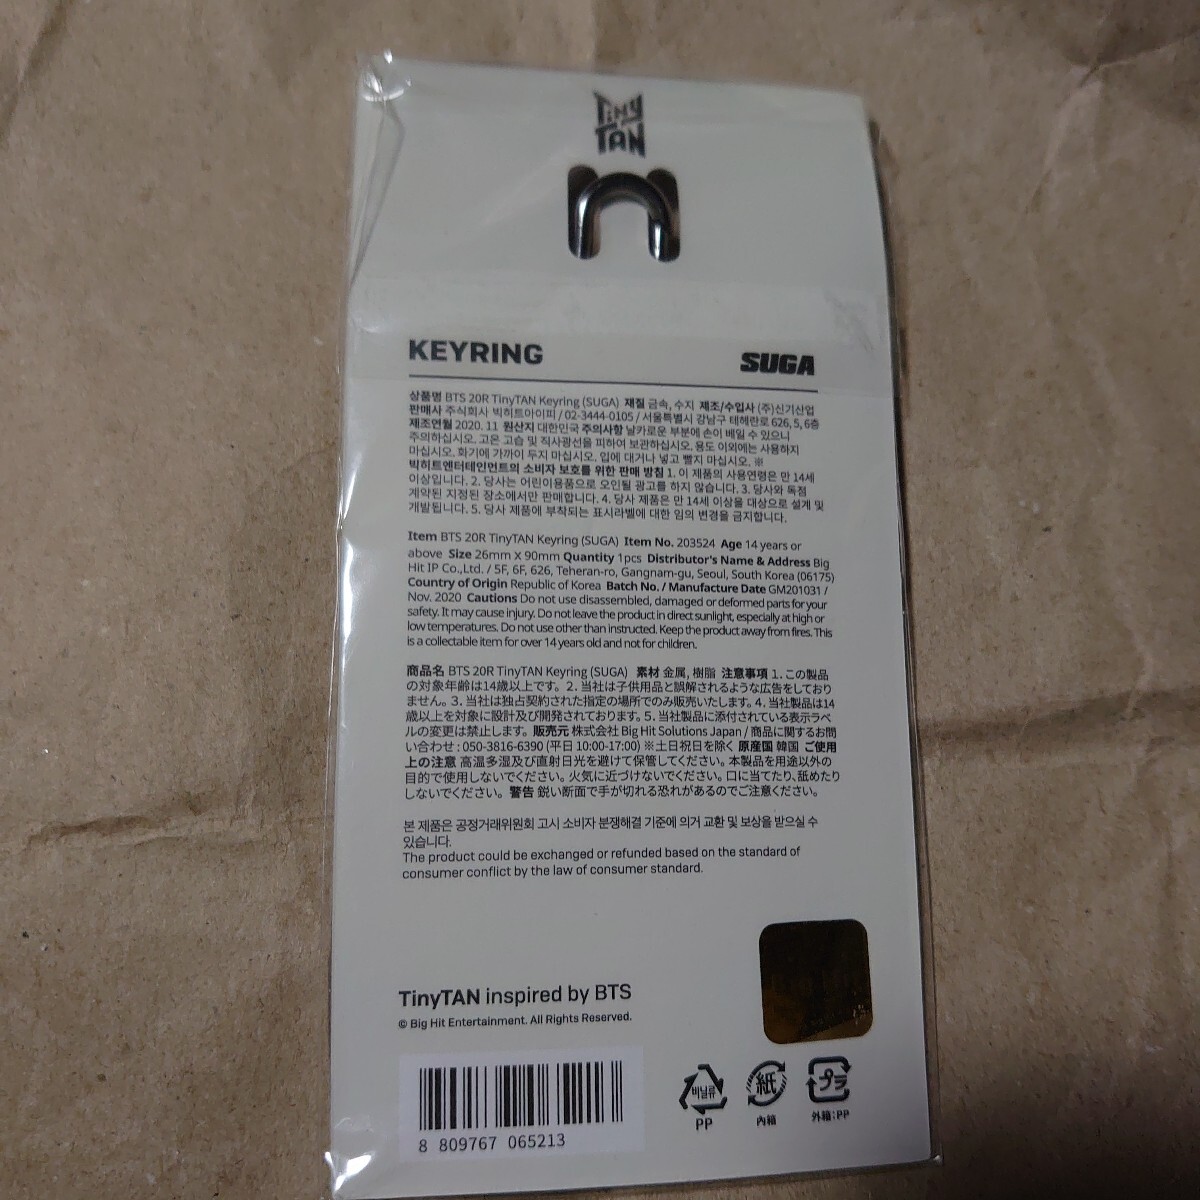 TinY
TAN
KEYRING
SUGA
상품명 BTS 20R TinyTAN Keyring (SUGA) 재질 금속, 수지 제조/수입사 (주)신기산업
판매사 주식회사 빅히트아이피 / 02-3444-0105 / 서울특별시 강남구 테헤란로 626, 5, 6층
제조연월 2020. 11 원산지 대한민국 주의사항 날카로운 부분에 손이 베일 수 있으니
주의하십시오. 고온 고습 및 직사광선을 피하여 보관하십시오. 용도 이외에는 사용하지
마십시오. 화기에 가까이 두지 마십시오. 입에 대거나 넣고 빨지 마십시오. ※
빅히트엔터테인먼트의 소비자 보호를 위한 판매 방침 1. 이 제품의 사용연령은 만 14세
이상입니다. 2. 당사는 어린이용품으로 오인될 광고를 하지 않습니다. 3. 당사와 독점
계약된 지정된 장소에서만 판매합니다. 4. 당사 제품은 만 14세 이상을 대상으로 설계 및
개발됩니다. 5. 당사 제품에 부착되는 표시라벨에 대한 임의 변경을 금지합니다.
Item BTS 20R TinyTAN Keyring (SUGA) Item No. 203524 Age 14 years or
above Size 26mm X 90mm Quantity 1pcs Distributor's Name & Address Big
Hit IP Co.,Ltd. / 5F, 6F, 626, Teheran-ro, Gangnam-gu, Seoul, South Korea (06175)
Country of Origin Republic of Korea Batch No. / Manufacture Date GM201031 /
Nov. 2020 Cautions Do not use disassembled, damaged or deformed parts for your
safety. It may cause injury. Do not leave the product in direct sunlight, especially at high or
low temperatures. Do not use other than instructed. Keep the product away from fires. This
is a collectable item for over 14 years old and not for children.
商品名 BTS 20R TinyTAN Keyring (SUGA) 素材 金属, 樹脂 注意事項 1. この製品
の対象年齢は14歳以上です。2. 当社は子供用品と誤解されるような広告をしており
ません。3. 当社は独占契約された指定の場所でのみ販売いたします。4. 当社製品は14
歳以上を対象に設計及び開発されております。5. 当社製品に添付されている表示ラベ
ルの変更は禁止します。販売元 株式会社 Big Hit Solutions Japan / 商品に関するお問
い合わせ : 050-3816-6390 (平日 10:00-17:00) ※土日祝日を除く 原産国 韓国 ご使用
上の注意 高温多湿及び直射日光を避けて保管してください。本製品を用途以外の
目的で使用しないでください。火気に近づけないでください。口に当てたり、舐めたり
しないでください。警告 鋭い断面で手が切れる恐れがあるのでご注意ください。
본 제품은 공정거래위원회 고시 소비자 분쟁해결 기준에 의거 교환 및 보상을 받으실 수
있습니다.
The product could be exchanged or refunded based on the standard of
consumer conflict by the law of consumer standard.
TinyTAN inspired by BTS
© Big Hit Entertainment. All Rights Reserved.
8 809767 065213
비닐류
PP
紙
内箱
プラ
外箱:PP